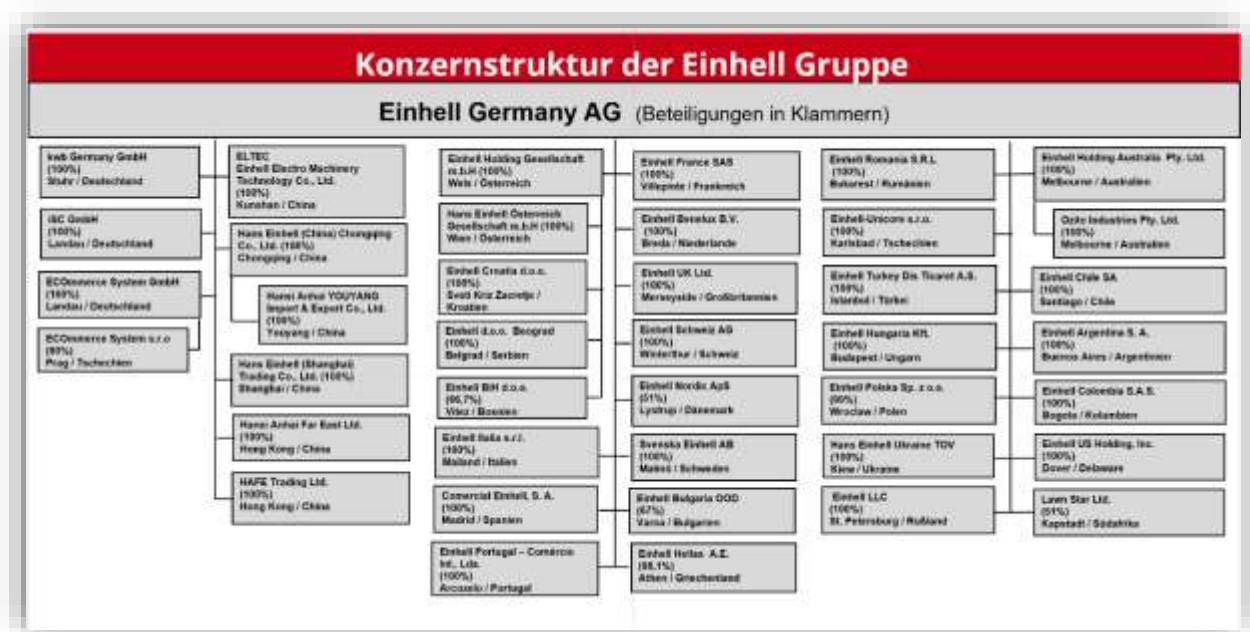 Konzernstruktur der Einhell Gruppe
Einhell Germany AG (Beteiligungen in Klammern)
kwb Germany GmbH
(100%)
Stuhr / Deutschland
iSC GmbH
(100%)
Landau / Deutschland
ECOmmerce System GmbH
(100%)
Landau / Deutschland
ECOmmerce System s.r.o
Prag / Tschechien
ELTEC
Einhell Electro Machinery
Technology Co., Ltd.
(100%)
Kunshan / China
Hans Einhell (China) Chongqing
Co., Ltd. (100%)
Chongqing / China
Hansi Anhai YOUYANG
Import & Export Co., Ltd.
(100%)
Youyang / China
Hans Einhell (Shanghai)
Trading Co., Ltd. (100%)
Shanghai / China
Hansi Anhai Far East Ltd.
(100%)
Hong Kong / China
HAFE Trading Ltd.
(100%)
Hong Kong / China
Einhell Holding Gesellschaft
m.b.H (100%)
Wels / Österreich
Hans Einhell Österreich
Gesellschaft m.b.H (100%)
Wien / Österreich
Einhell Croatia d.o.o.
(100%)
Sveti Kriz Zacretje /
Kroatien
Einhell d.o.o. Beograd
(100%)
Belgrad / Serbien
Einhell BiH d.o.o.
(66,7%)
Vitez / Bosnien
Einhell Italia s.r.l.
(100%)
Mailand / Italien
Comercial Einhell, S. A.
(100%)
Madrid / Spanien
Einhell Portugal – Comércio
Int., Lda.
(100%)
Arcozelo / Portugal
Einhell France SAS
(100%)
Villepinte / Frankreich
Einhell Benelux B.V.
(100%)
Breda / Niederlande
Einhell UK Ltd.
(100%)
Merseyside / Großbritannien
Einhell Schweiz AG
(100%)
Winterthur / Schweiz
Einhell Nordic ApS
(51%)
Lystrup / Dänemark
Svenska Einhell AB
(100%)
Malmö / Schweden
Einhell Bulgaria OOD
(67%)
Varna / Bulgarien
Einhell Hellas A.E.
Athen / Griechenland
Einhell Romania S.R.L
(100%)
Bukarest / Rumänien
Einhell-Unicore s.r.o.
(100%)
Karlsbad / Tschechien
Einhell Turkey Dis Ticaret A.S.
(100%)
Istanbul / Türkei
Einhell Hungaria Kft.
(100%)
Budapest / Ungarn
Einhell Polska Sp. z o.o.
(90%)
Wroclaw / Polen
Hans Einhell Ukraine TOV
(100%)
Kiew / Ukraine
Einhell LLC
(100%)
St. Petersburg / Rußland
Einhell Holding Australia Pty. Ltd.
(100%)
Melbourne / Australien
Ozito Industries Pty. Ltd.
(100%)
Melbourne / Australien
Einhell Chile SA
(100%)
Santiago / Chile
Einhell Argentina S. A.
(100%)
Buenos Aires / Argentinien
Einhell Colombia S.A.S.
(100%)
Bogota / Kolumbien
Einhell US Holding, Inc.
(100%)
Dover / Delaware
Lawn Star Ltd.
(51%)
Kapstadt / Südafrika